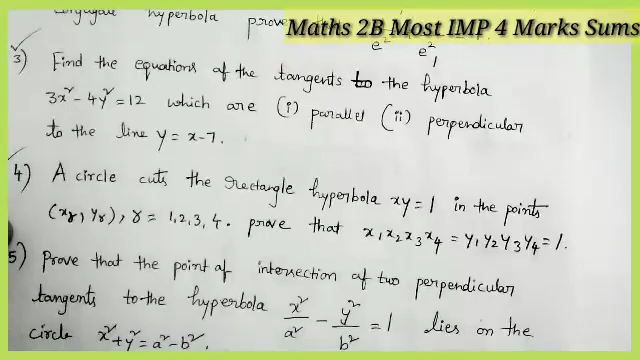 conjugate hyperbola prove
Maths 2B Most IMP 4 Marks Sums
e² e₁²
3) Find the equations of the tangents to the hyperbola
3x² - 4y² = 12 which are (i) parallel (ii) perpendicular
to the line y = x - 7.
4) A circle cuts the rectangle hyperbola xy = 1 in the points
(xᵣ, yᵣ), r = 1, 2, 3, 4. prove that x₁x₂x₃x₄ = y₁y₂y₃y₄ = 1.
5) Prove that the point of intersection of two perpendicular
tangents to the hyperbola x²/a² - y²/b² = 1 lies on the
circle x² + y² = a² - b².